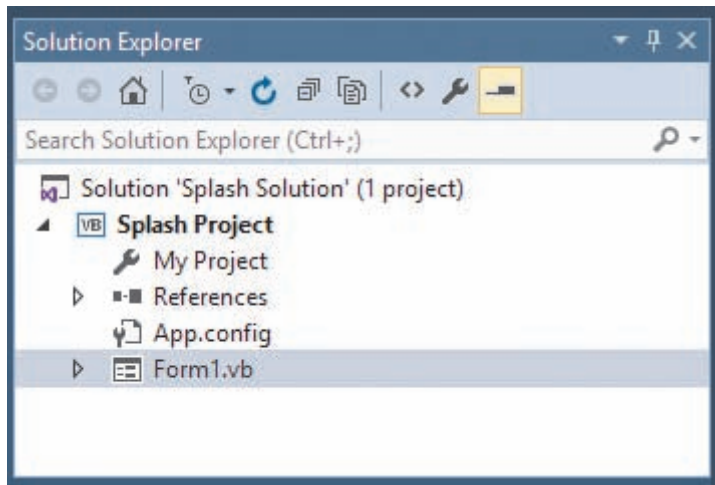 Solution Explorer
Search Solution Explorer (Ctrl+;)
Solution 'Splash Solution' (1 project)
VB Splash Project
My Project
References
App.config
Form1.vb